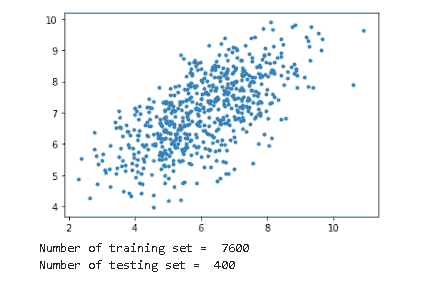 10
9
8
7
6
5
4
2 4 6 8 10
Number of training set = 7600
Number of testing set = 400